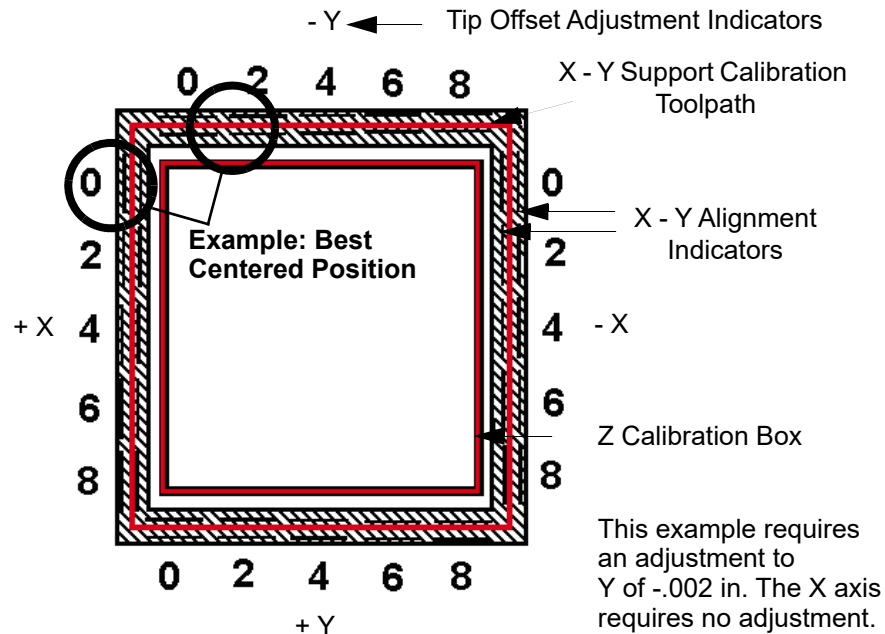 - Y Tip Offset Adjustment Indicators
0 2 4 6 8
X - Y Support Calibration
Toolpath
0
2
+ X 4
6
8
Example: Best
Centered Position
0
2
4 - X
6
8
X - Y Alignment
Indicators
Z Calibration Box
0 2 4 6 8
+ Y
This example requires
an adjustment to
Y of -.002 in. The X axis
requires no adjustment.